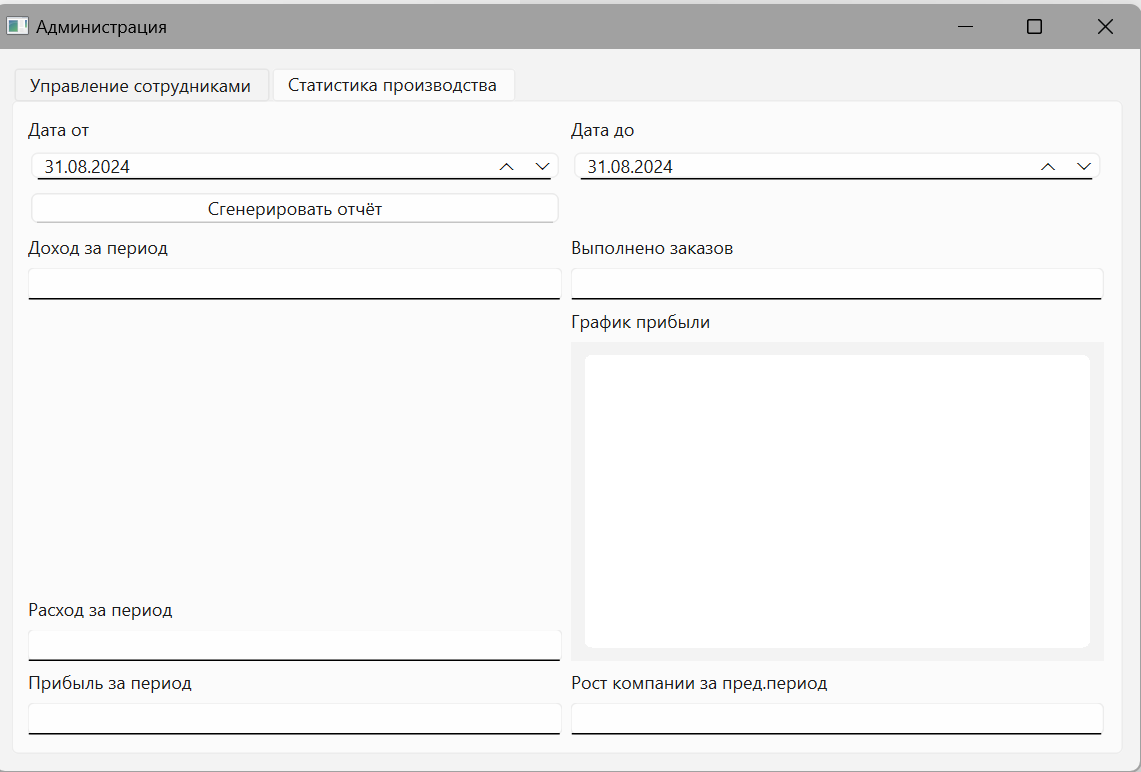 Администрация
Управление сотрудниками
Статистика производства
Дата от
Дата до
31.08.2024
31.08.2024
Сгенерировать отчёт
Доход за период
Выполнено заказов
График прибыли
Расход за период
Прибыль за период
Рост компании за пред.период